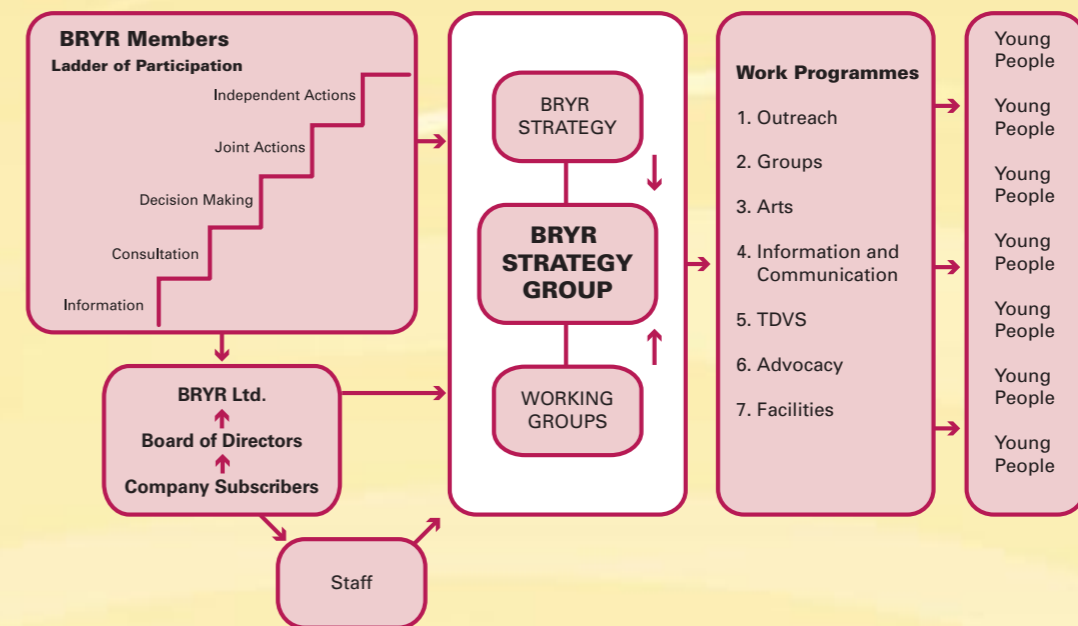 BRYR Members
Ladder of Participation
Independent Actions
Joint Actions
Decision Making
Consultation
Information
BRYR Ltd.
Board of Directors
Company Subscribers
Staff
BRYR
STRATEGY
BRYR
STRATEGY
GROUP
WORKING
GROUPS
Work Programmes
1. Outreach
2. Groups
3. Arts
4. Information and
Communication
5. TDVS
6. Advocacy
7. Facilities
Young
People
Young
People
Young
People
Young
People
Young
People
Young
People
Young
People